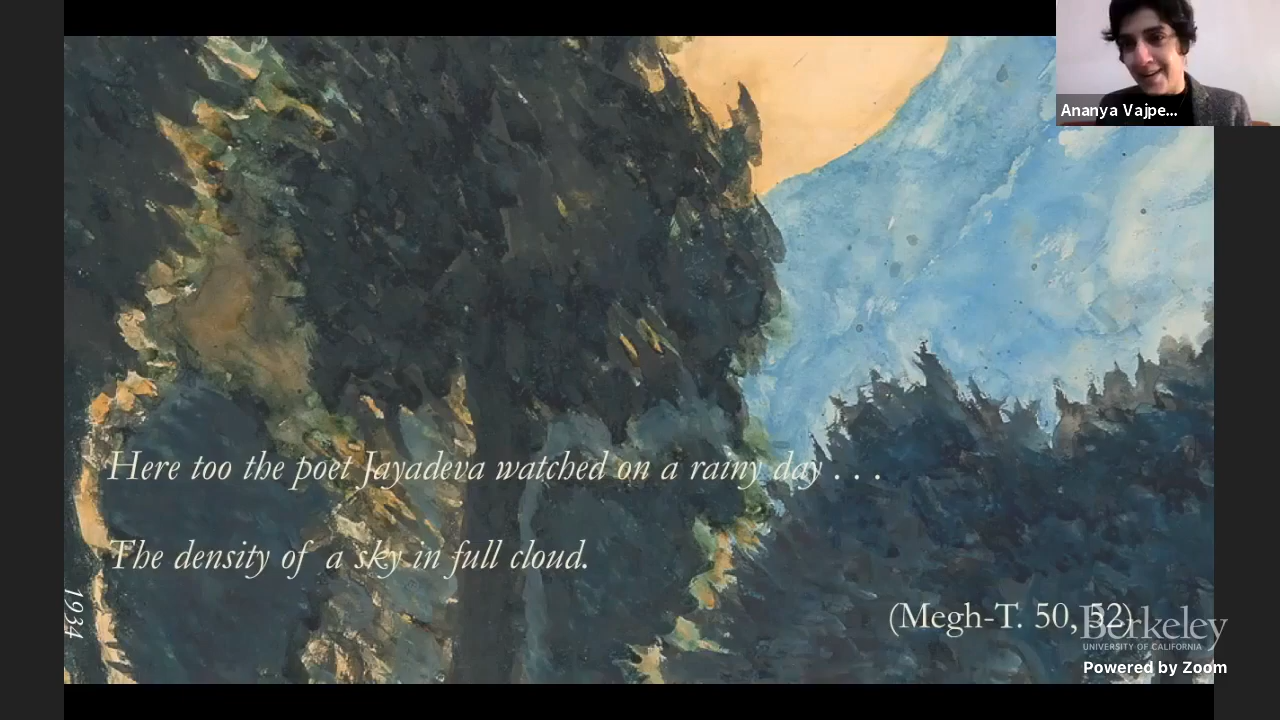 Ananya Vajpe...
Here too the poet Jayadeva watched on a rainy day . . .
The density of a sky in full cloud.
1934
(Megh-T. 50, 52)
Berkeley
UNIVERSITY OF CALIFORNIA
Powered by Zoom